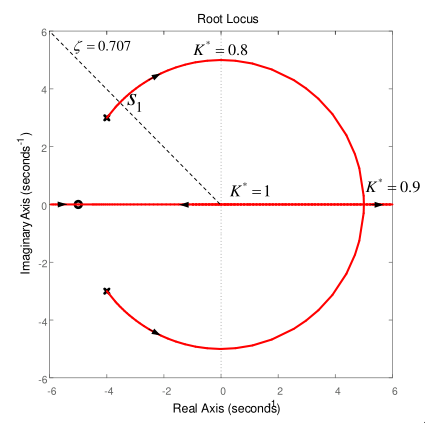 Root Locus
6
ζ = 0.707
K* = 0.8
4
S₁
2
K* = 1
K* = 0.9
0
-2
-4
-6
-6 -4 -2 0 2 4 6
Imaginary Axis (seconds⁻¹)
Real Axis (seconds⁻¹)